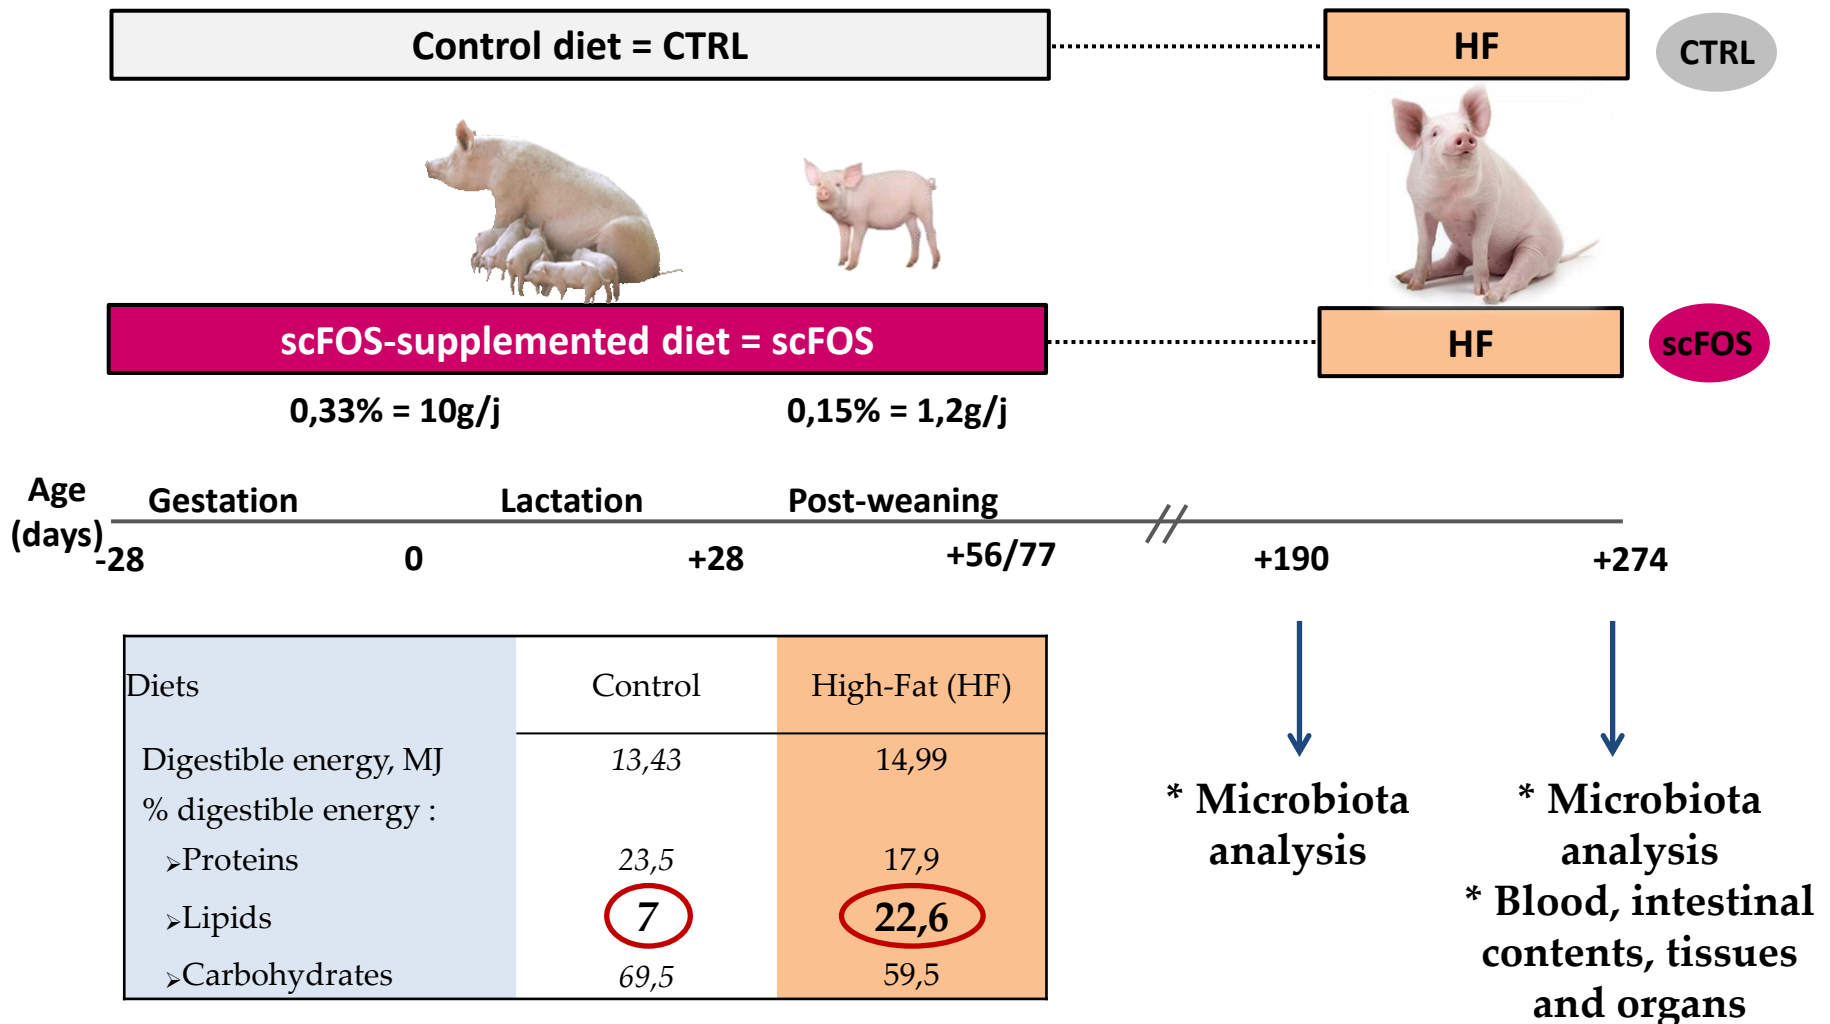 Control diet = CTRL
HF
CTRL
scFOS-supplemented diet = scFOS
HF
scFOS
0,33% = 10g/j
0,15% = 1,2g/j
Age
(days)
Gestation
Lactation
Post-weaning
-28
0
+28
+56/77
+190
+274
Diets
Control
High-Fat (HF)
Digestible energy, MJ
13,43
14,99
% digestible energy :
➢Proteins
23,5
17,9
➢Lipids
7
22,6
➢Carbohydrates
69,5
59,5
* Microbiota
analysis
* Microbiota
analysis
* Blood, intestinal
contents, tissues
and organs